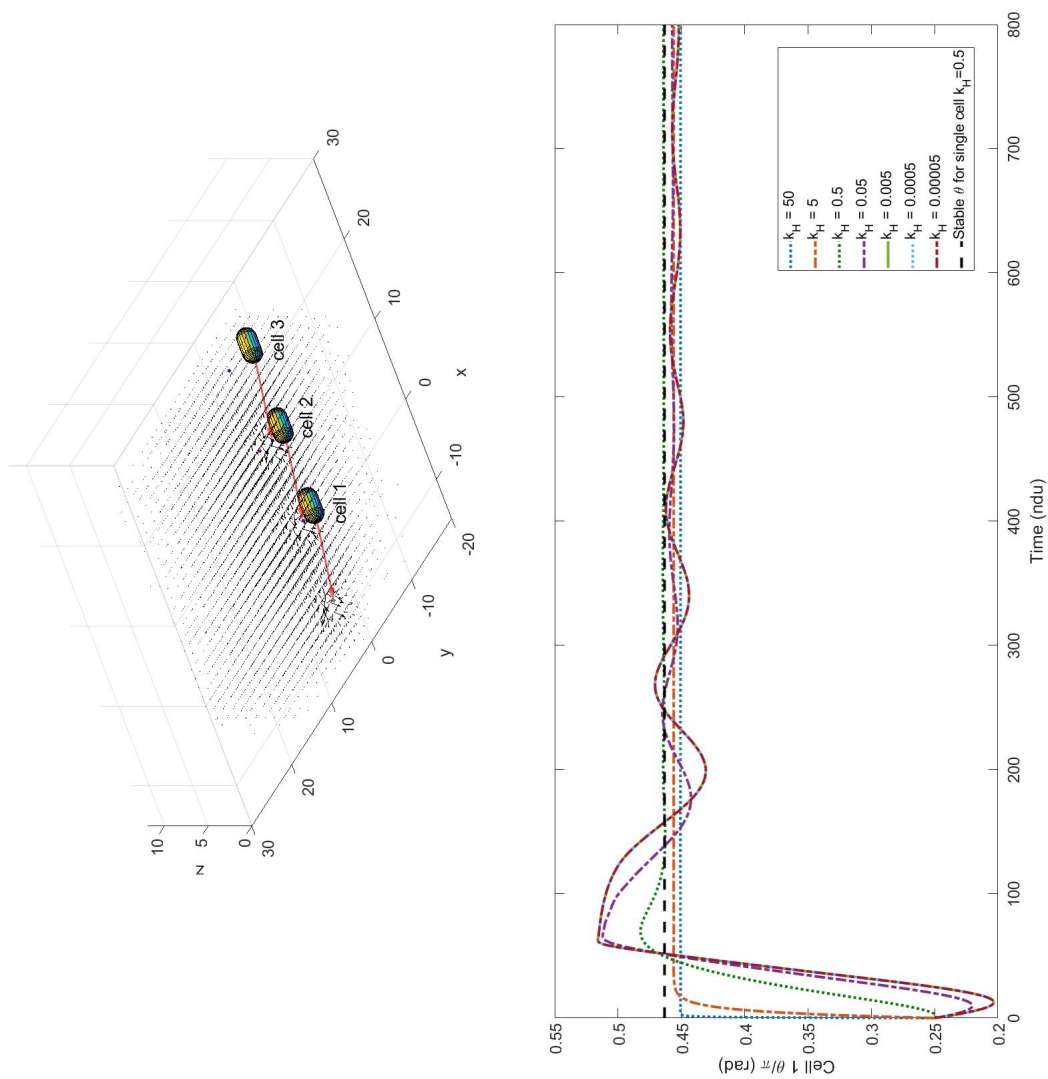 z
10
5
0
30
20
10
0
y
-10
-20
-10
0
x
10
20
30
cell 1
cell 2
cell 3
Cell 1 θ/π (rad)
0.55
0.5
0.45
0.4
0.35
0.3
0.25
0.2
0
100
200
300
400
500
600
700
800
Time (ndu)
k_H = 50
k_H = 5
k_H = 0.5
k_H = 0.05
k_H = 0.005
k_H = 0.0005
k_H = 0.00005
Stable θ for single cell k_H=0.5